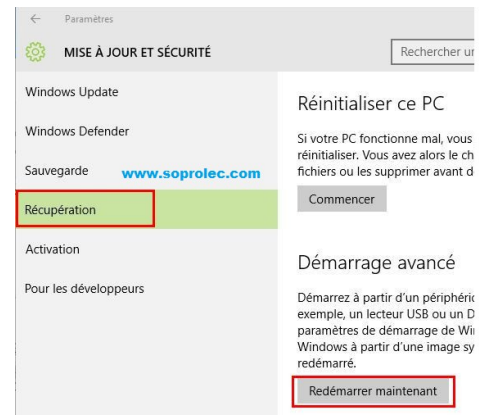 Paramètres
MISE À JOUR ET SÉCURITÉ
Rechercher un
Windows Update
Windows Defender
Sauvegarde
www.soprolec.com
Récupération
Activation
Pour les développeurs
Réinitialiser ce PC
Si votre PC fonctionne mal, vous
réinitialiser. Vous avez alors le ch
fichiers ou les supprimer avant d
Commencer
Démarrage avancé
Démarrez à partir d'un périphéric
exemple, un lecteur USB ou un D
paramètres de démarrage de Wi
Windows à partir d'une image sy
redémarré.
Redémarrer maintenant